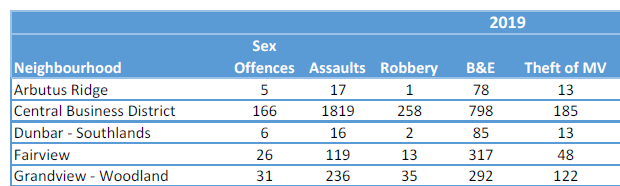 2019
Sex
Neighbourhood Offences Assaults Robbery B&E Theft of MV
Arbutus Ridge 5 17 1 78 13
Central Business District 166 1819 258 798 185
Dunbar - Southlands 6 16 2 85 13
Fairview 26 119 13 317 48
Grandview - Woodland 31 236 35 292 122